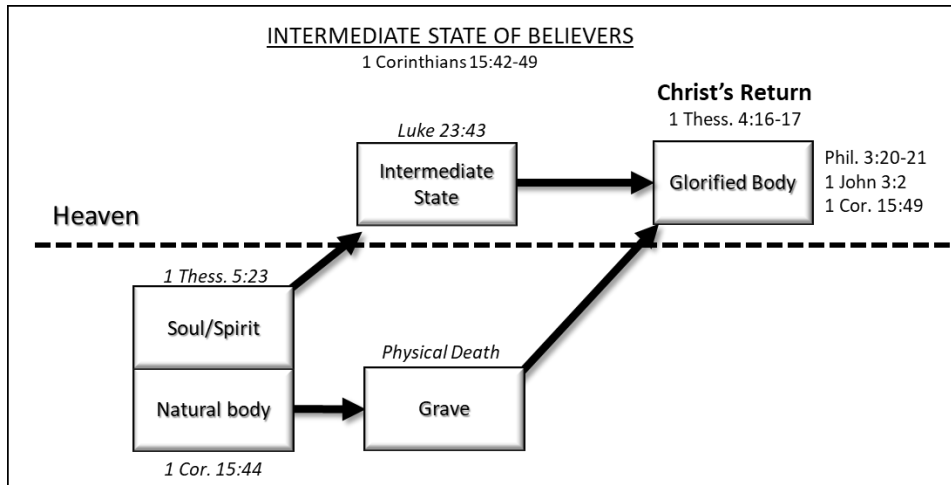 INTERMEDIATE STATE OF BELIEVERS
1 Corinthians 15:42-49
Christ's Return
1 Thess. 4:16-17
Luke 23:43
Intermediate
State
Glorified Body
Phil. 3:20-21
1 John 3:2
1 Cor. 15:49
Heaven
1 Thess. 5:23
Soul/Spirit
Physical Death
Natural body
Grave
1 Cor. 15:44